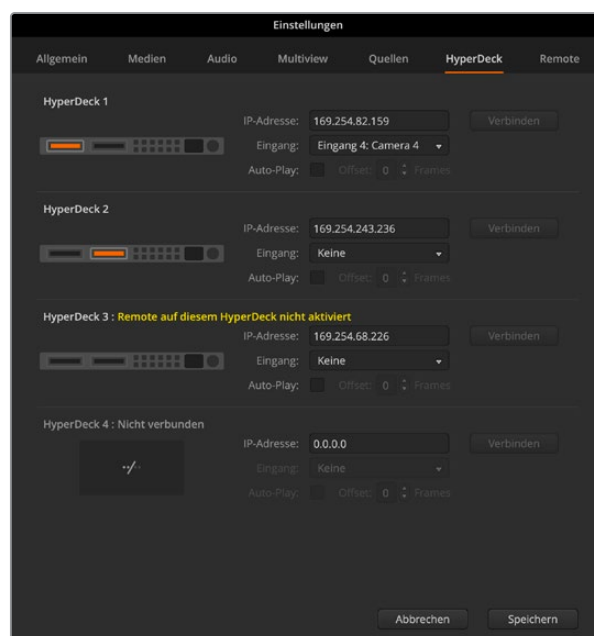 Einstellungen
Allgemein Medien Audio Multiview Quellen HyperDeck Remote
HyperDeck 1
IP-Adresse: 169.254.82.159 Verbinden
Eingang: Eingang 4: Camera 4
Auto-Play: Offset: 0 Frames
HyperDeck 2
IP-Adresse: 169.254.243.236 Verbinden
Eingang: Keine
Auto-Play: Offset: 0 Frames
HyperDeck 3 : Remote auf diesem HyperDeck nicht aktiviert
IP-Adresse: 169.254.68.226 Verbinden
Eingang: Keine
Auto-Play: Offset: 0 Frames
HyperDeck 4 : Nicht verbunden
IP-Adresse: 0.0.0.0 Verbinden
Eingang: Keine
Auto-Play: Offset: 0 Frames
Abbrechen Speichern